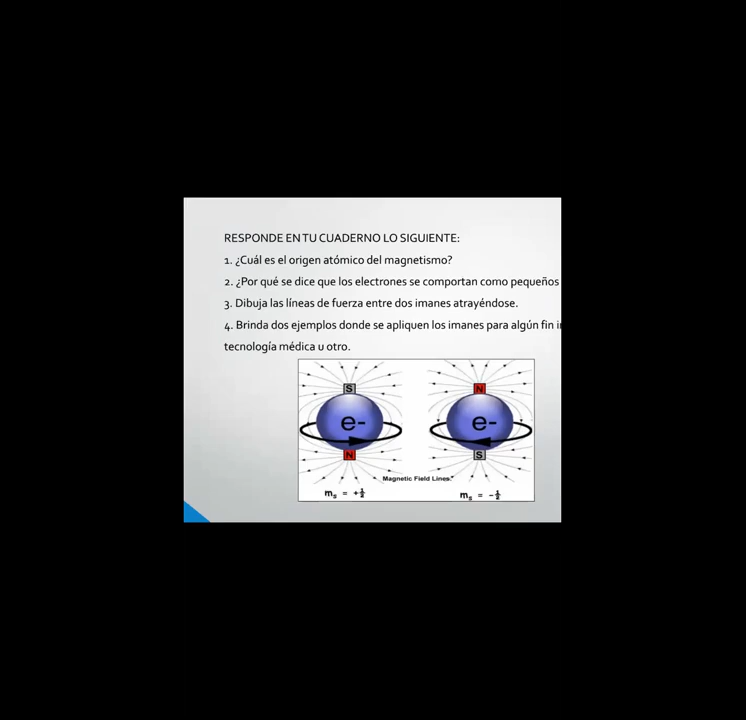 RESPONDE EN TU CUADERNO LO SIGUIENTE:
1. ¿Cuál es el origen atómico del magnetismo?
2. ¿Por qué se dice que los electrones se comportan como pequeños
3. Dibuja las líneas de fuerza entre dos imanes atrayéndose.
4. Brinda dos ejemplos donde se apliquen los imanes para algún fin
tecnología médica u otro.
S N
e- e-
N S
Magnetic Field Lines
ms = +½ ms = -½